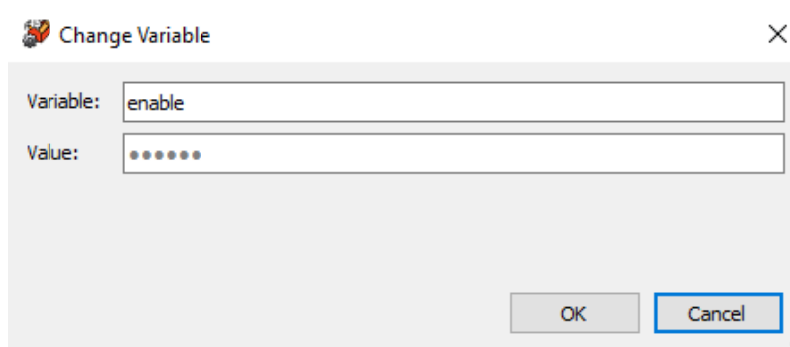 Change Variable
Variable: enable
Value: ••••••
OK Cancel